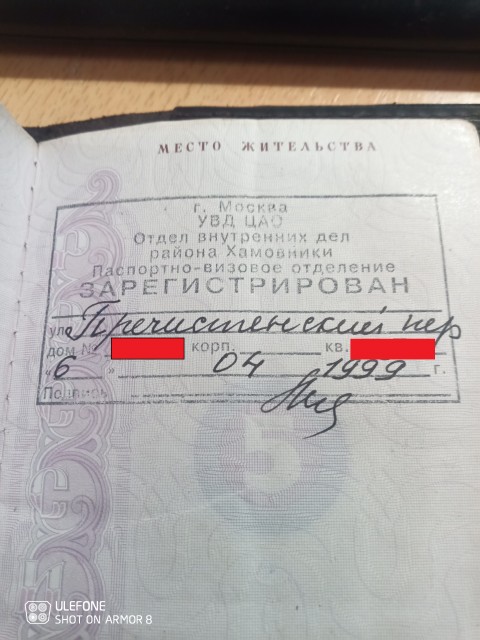 МЕСТО ЖИТЕЛЬСТВА
г. Москва
УВД ЦАО
Отдел внутренних дел
района Хамовники
Паспортно-визовое отделение
ЗАРЕГИСТРИРОВАН
ул. Пречистенский пер
дом № корп. кв.
"6" 04 1999 г.
Подпись
5
ULEFONE
SHOT ON ARMOR 8